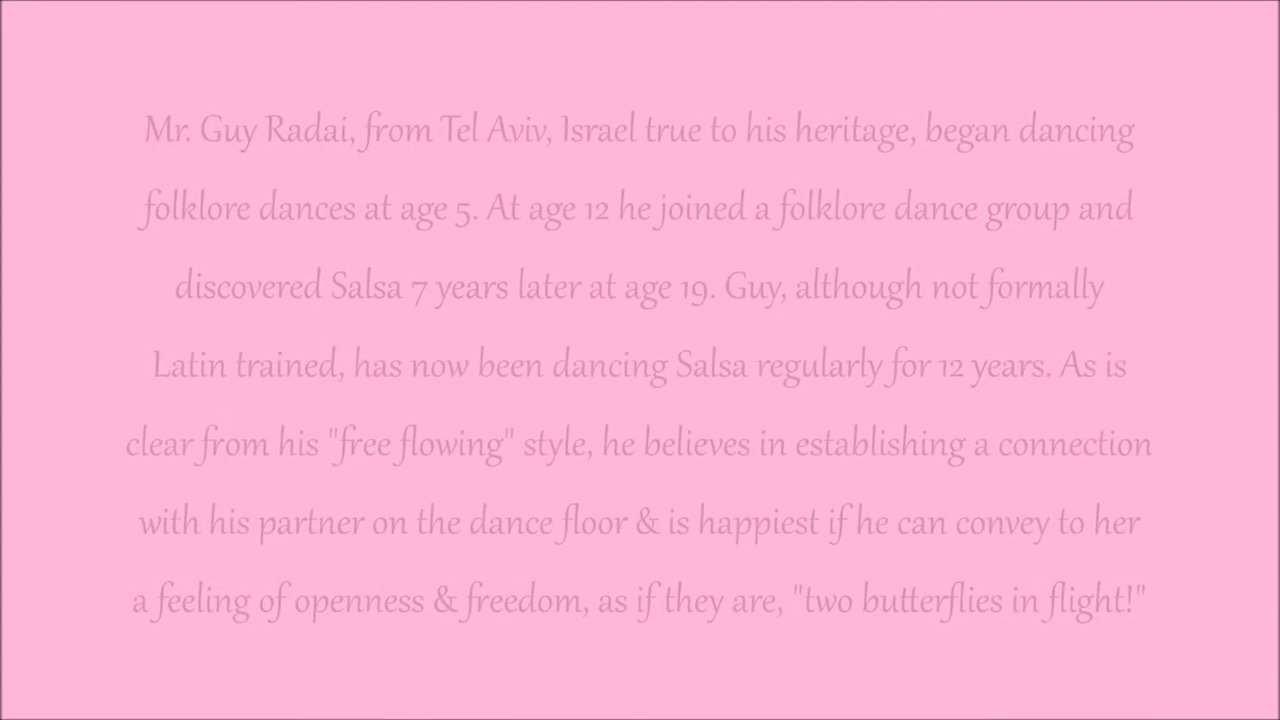 Mr. Guy Radai, from Tel Aviv, Israel true to his heritage, began dancing
folklore dances at age 5. At age 12 he joined a folklore dance group and
discovered Salsa 7 years later at age 19. Guy, although not formally
Latin trained, has now been dancing Salsa regularly for 12 years. As is
clear from his "free flowing" style, he believes in establishing a connection
with his partner on the dance floor & is happiest if he can convey to her
a feeling of openness & freedom, as if they are, "two butterflies in flight!"